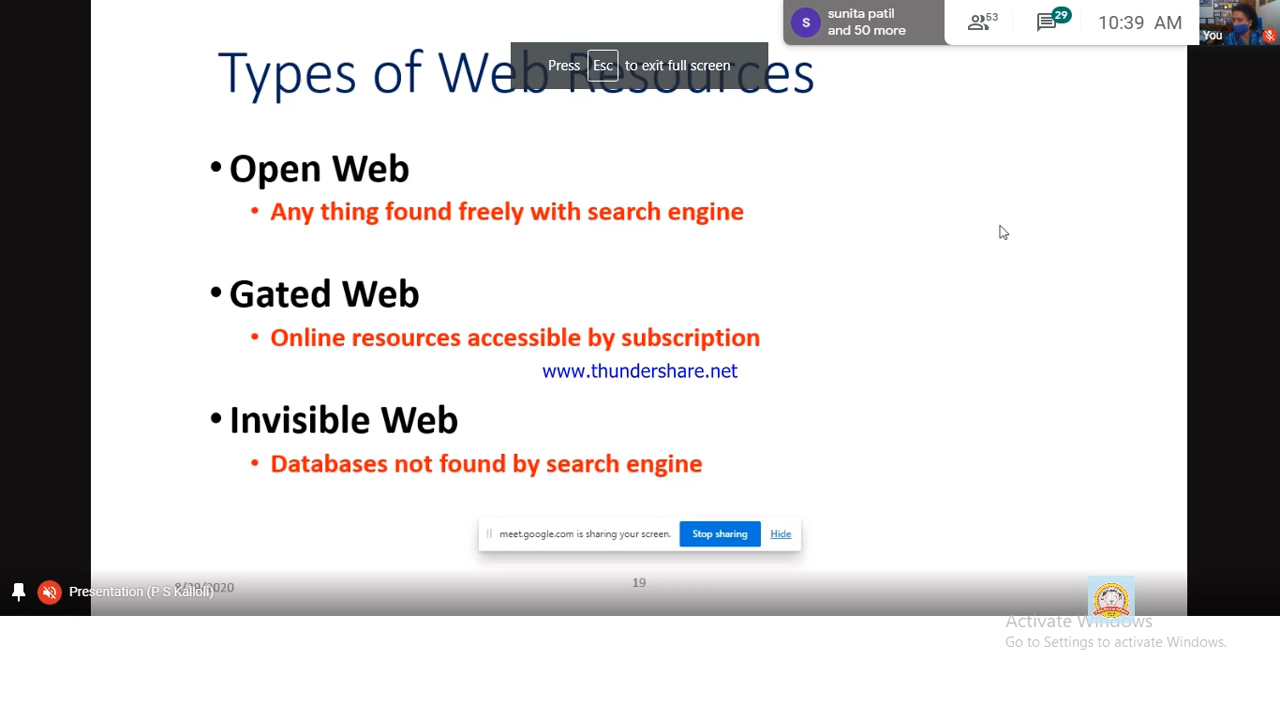 sunita patil
and 50 more
S
53
29
10:39 AM
You
Press Esc to exit full screen
Types of Web Resources
• Open Web
• Any thing found freely with search engine
• Gated Web
• Online resources accessible by subscription
www.thundershare.net
• Invisible Web
• Databases not found by search engine
meet.google.com is sharing your screen. Stop sharing Hide
19
Presentation (P S Kalloli)
Activate Windows
Go to Settings to activate Windows.